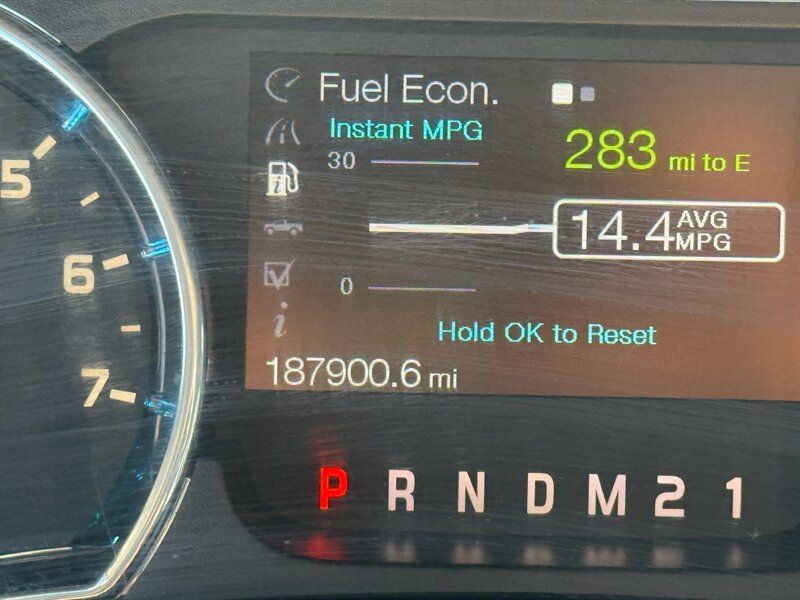 Fuel Econ.
Instant MPG
30
283 mi to E
14.4 AVG MPG
0
Hold OK to Reset
187900.6 mi
5
6
7
P R N D M 2 1